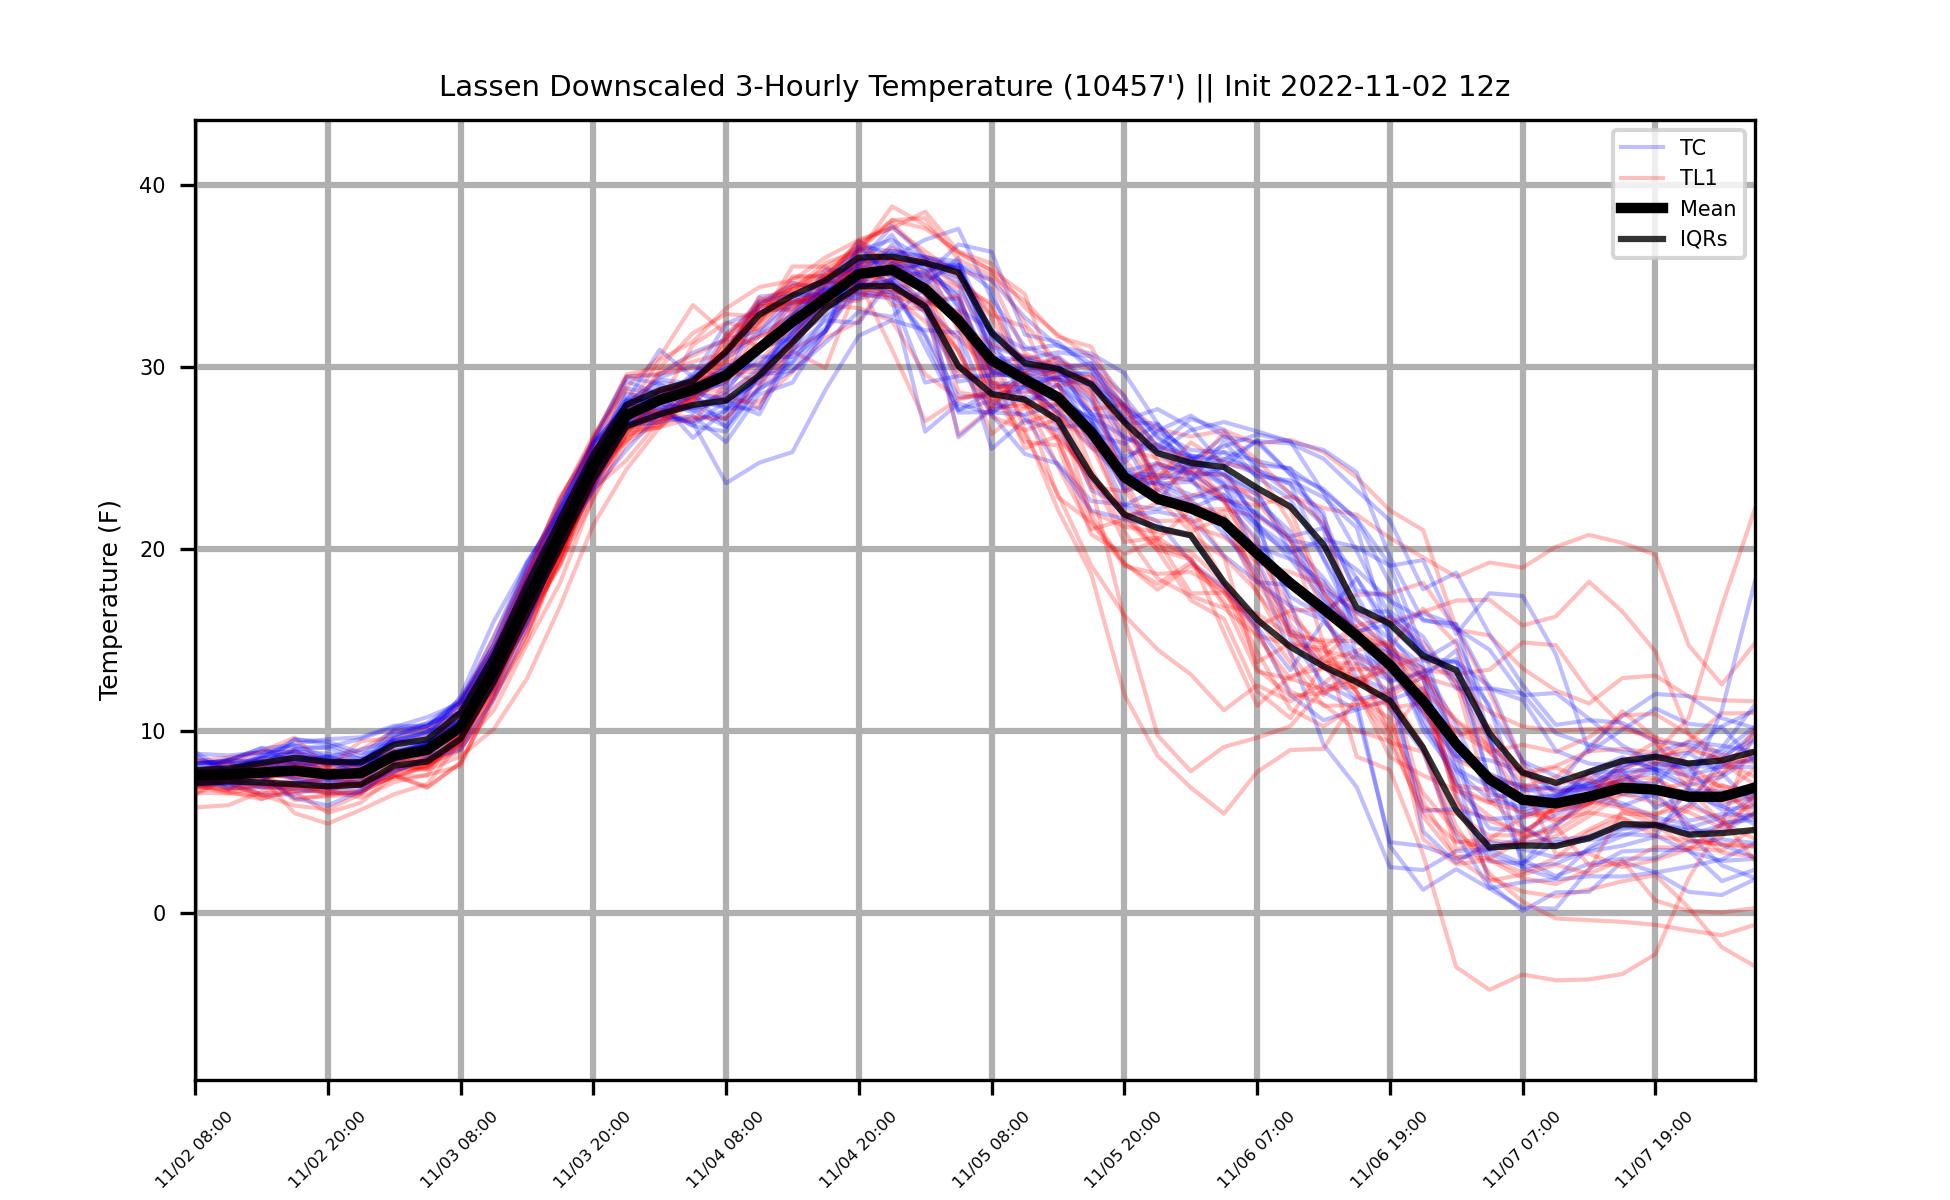 Lassen Downscaled 3-Hourly Temperature (10457') || Init 2022-11-02 12z
TC
TL1
Mean
IQRs
Temperature (F)
40
30
20
10
0
11/02 08:00
11/02 20:00
11/03 08:00
11/03 20:00
11/04 08:00
11/04 20:00
11/05 08:00
11/05 20:00
11/06 07:00
11/06 19:00
11/07 07:00
11/07 19:00